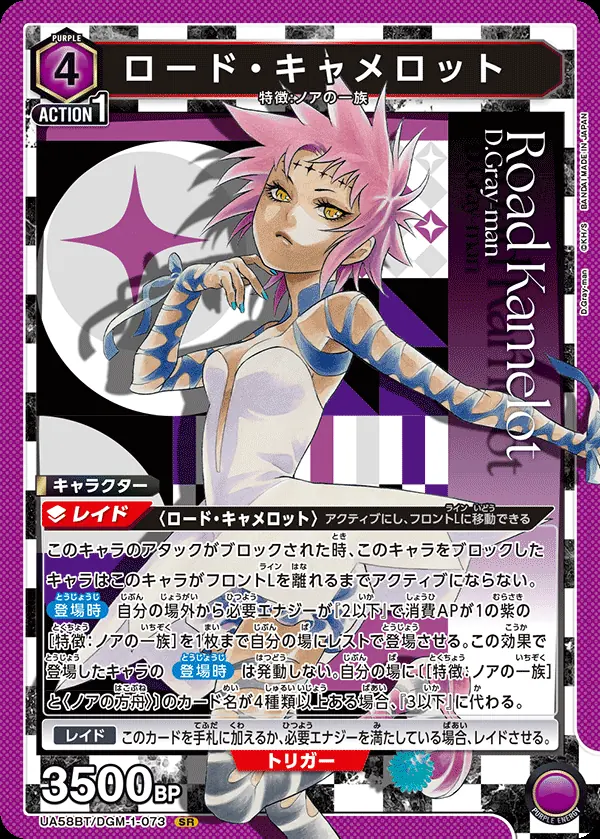 PURPLE
4
ACTION 1
ロード・キャメロット
特徴:ノアの一族
Road Kamelot
D.Gray-man
D.Gray-man ©KH/S BANDAI MADE IN JAPAN
キャラクター
レイド
〈ロード・キャメロット〉 アクティブにし、フロントLに移動できる
このキャラのアタックがブロックされた時、このキャラをブロックした
キャラはこのキャラがフロントLを離れるまでアクティブにならない。
登場時 自分の場外から必要エナジーが『2以下』で消費APが1の紫の
[特徴:ノアの一族]を1枚まで自分の場にレストで登場させる。この効果で
登場したキャラの 登場時 は発動しない。自分の場に〔[特徴:ノアの一族]
と〈ノアの方舟〉〕のカード名が4種類以上ある場合、『3以下』に代わる。
レイド このカードを手札に加えるか、必要エナジーを満たしている場合、レイドさせる。
トリガー
3500BP
UA58BT/DGM-1-073 SR
PURPLE ENERGY